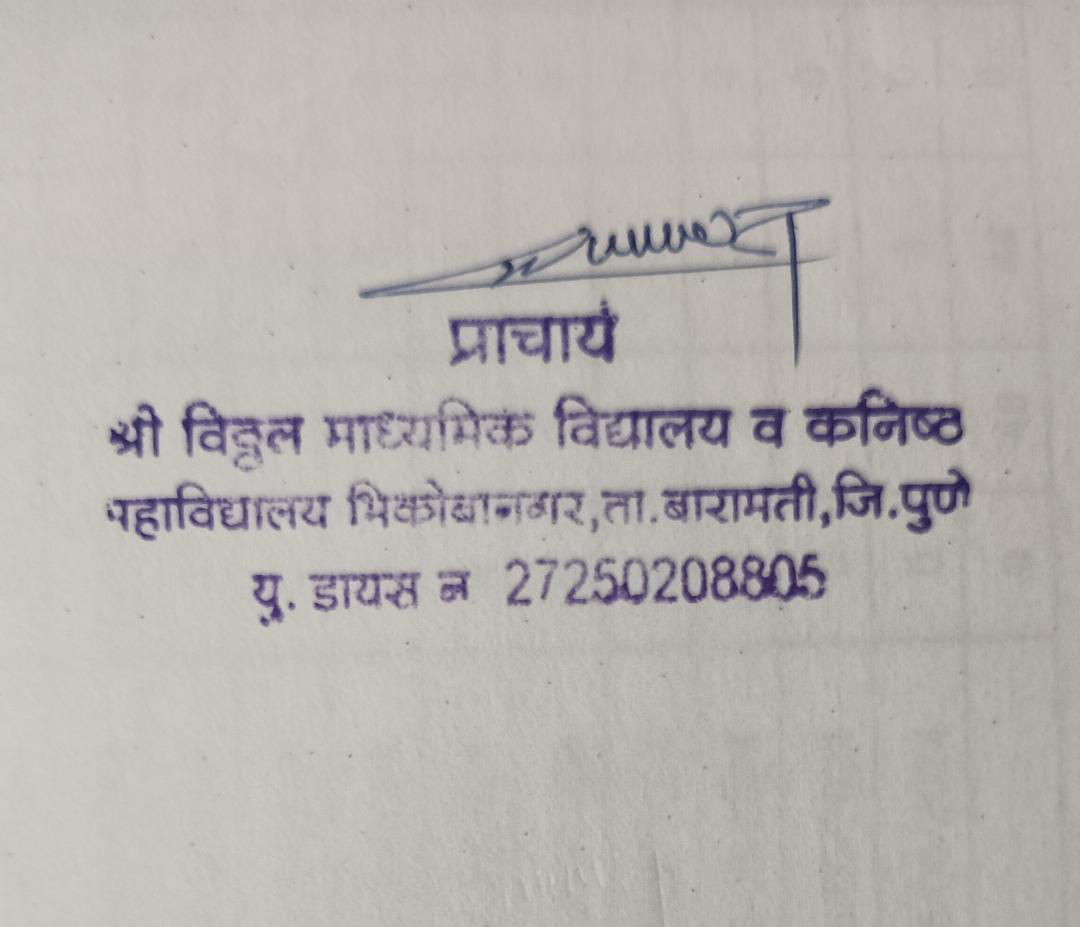 प्राचार्य
श्री विठ्ठल माध्यमिक विद्यालय व कनिष्ठ
महाविद्यालय भिकोबानगर,ता.बारामती,जि.पुणे
यु. डायस न 27250208805